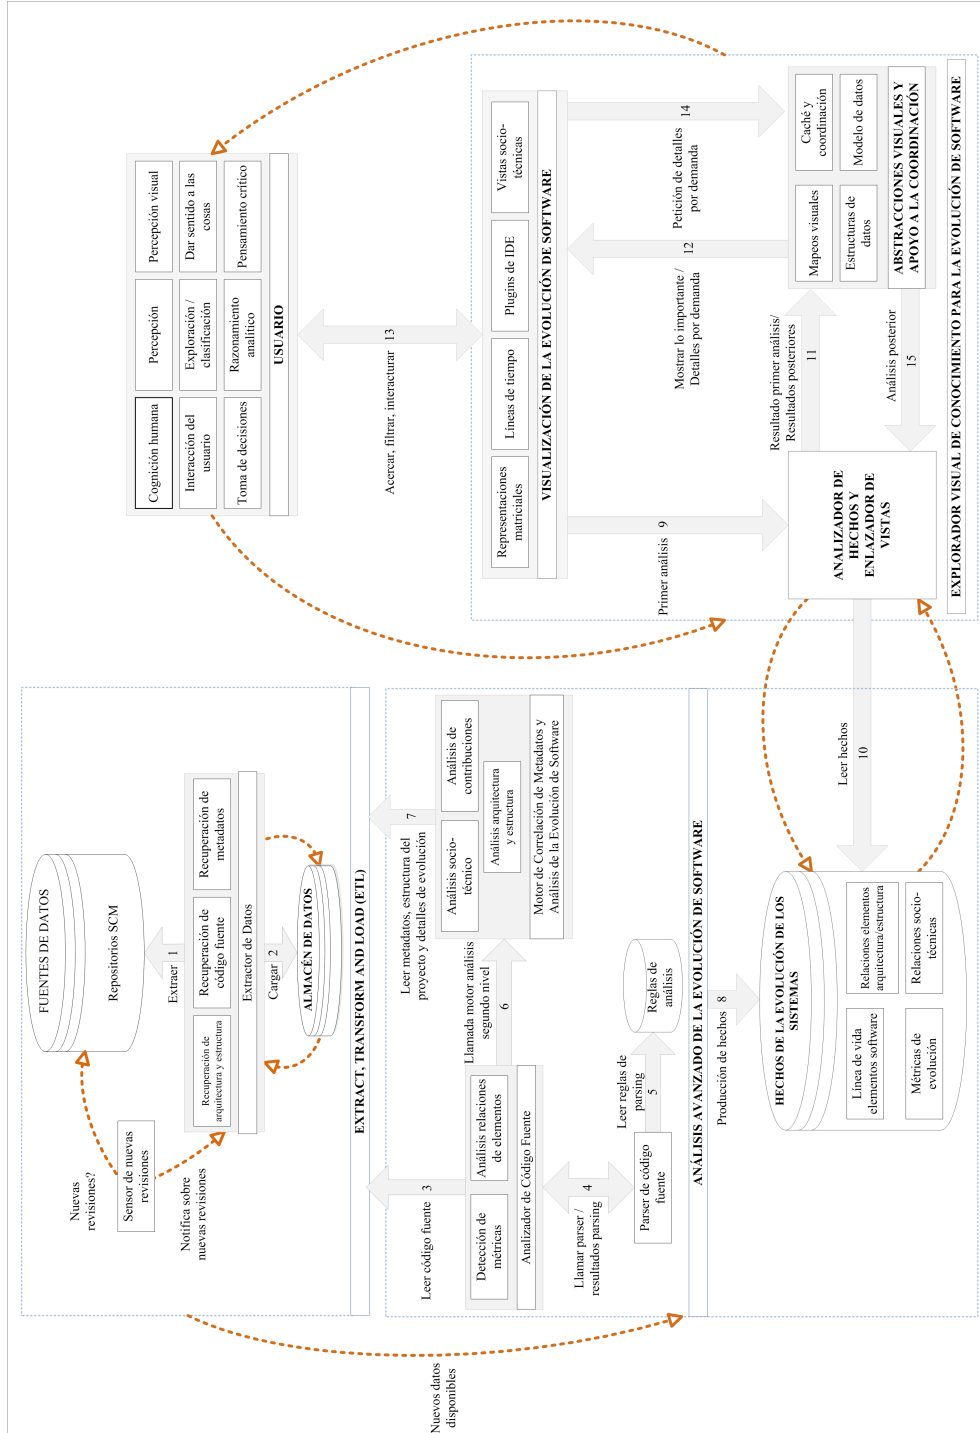 FUENTES DE DATOS
Repositorios SCM
Nuevas
revisiones?
Sensor de nuevas
revisiones
Notifica sobre
nuevas revisiones
Extraer 1
Recuperación de
arquitectura y estructura
Recuperación de
código fuente
Recuperación de
metadatos
Extractor de Datos
Cargar 2
ALMACÉN DE DATOS
EXTRACT, TRANSFORM AND LOAD (ETL)
Nuevos datos
disponibles
Leer código fuente 3
Leer metadatos, estructura del
proyecto y detalles de evolución
7
Detección de
métricas
Análisis relaciones
de elementos
Analizador de Código Fuente
Llamada motor análisis
segundo nivel
6
Análisis socio-
técnico
Análisis de
contribuciones
Análisis arquitectura
y estructura
Motor de Correlación de Metadatos y
Análisis de la Evolución de Software
Llamar parser /
resultados parsing
4
Parser de código
fuente
Leer reglas de
parsing
5
Reglas de
análisis
ANÁLISIS AVANZADO DE LA EVOLUCIÓN DE SOFTWARE
Producción de hechos 8
HECHOS DE LA EVOLUCIÓN DE LOS
SISTEMAS
Línea de vida
elementos software
Relaciones elementos
arquitectura/estructura
Métricas de
evolución
Relaciones socio-
técnicas
Leer hechos
10
Cognición humana
Percepción
Percepción visual
Interacción del
usuario
Exploración /
clasificación
Dar sentido a las
cosas
Toma de decisiones
Razonamiento
analítico
Pensamiento crítico
USUARIO
Acercar, filtrar, interacturar 13
Representaciones
matriciales
Líneas de tiempo
Plugins de IDE
Vistas socio-
técnicas
VISUALIZACIÓN DE LA EVOLUCIÓN DE SOFTWARE
Primer análisis 9
Mostrar lo importante /
Detalles por demanda
12
Petición de detalles
por demanda
14
ANALIZADOR DE
HECHOS Y
ENLAZADOR DE
VISTAS
Resultado primer análisis/
Resultados posteriores
11
Análisis posterior
15
Mapeos visuales
Caché y
coordinación
Estructuras de
datos
Modelo de datos
ABSTRACCIONES VISUALES Y
APOYO A LA COORDINACIÓN
EXPLORADOR VISUAL DE CONOCIMIENTO PARA LA EVOLUCIÓN DE SOFTWARE